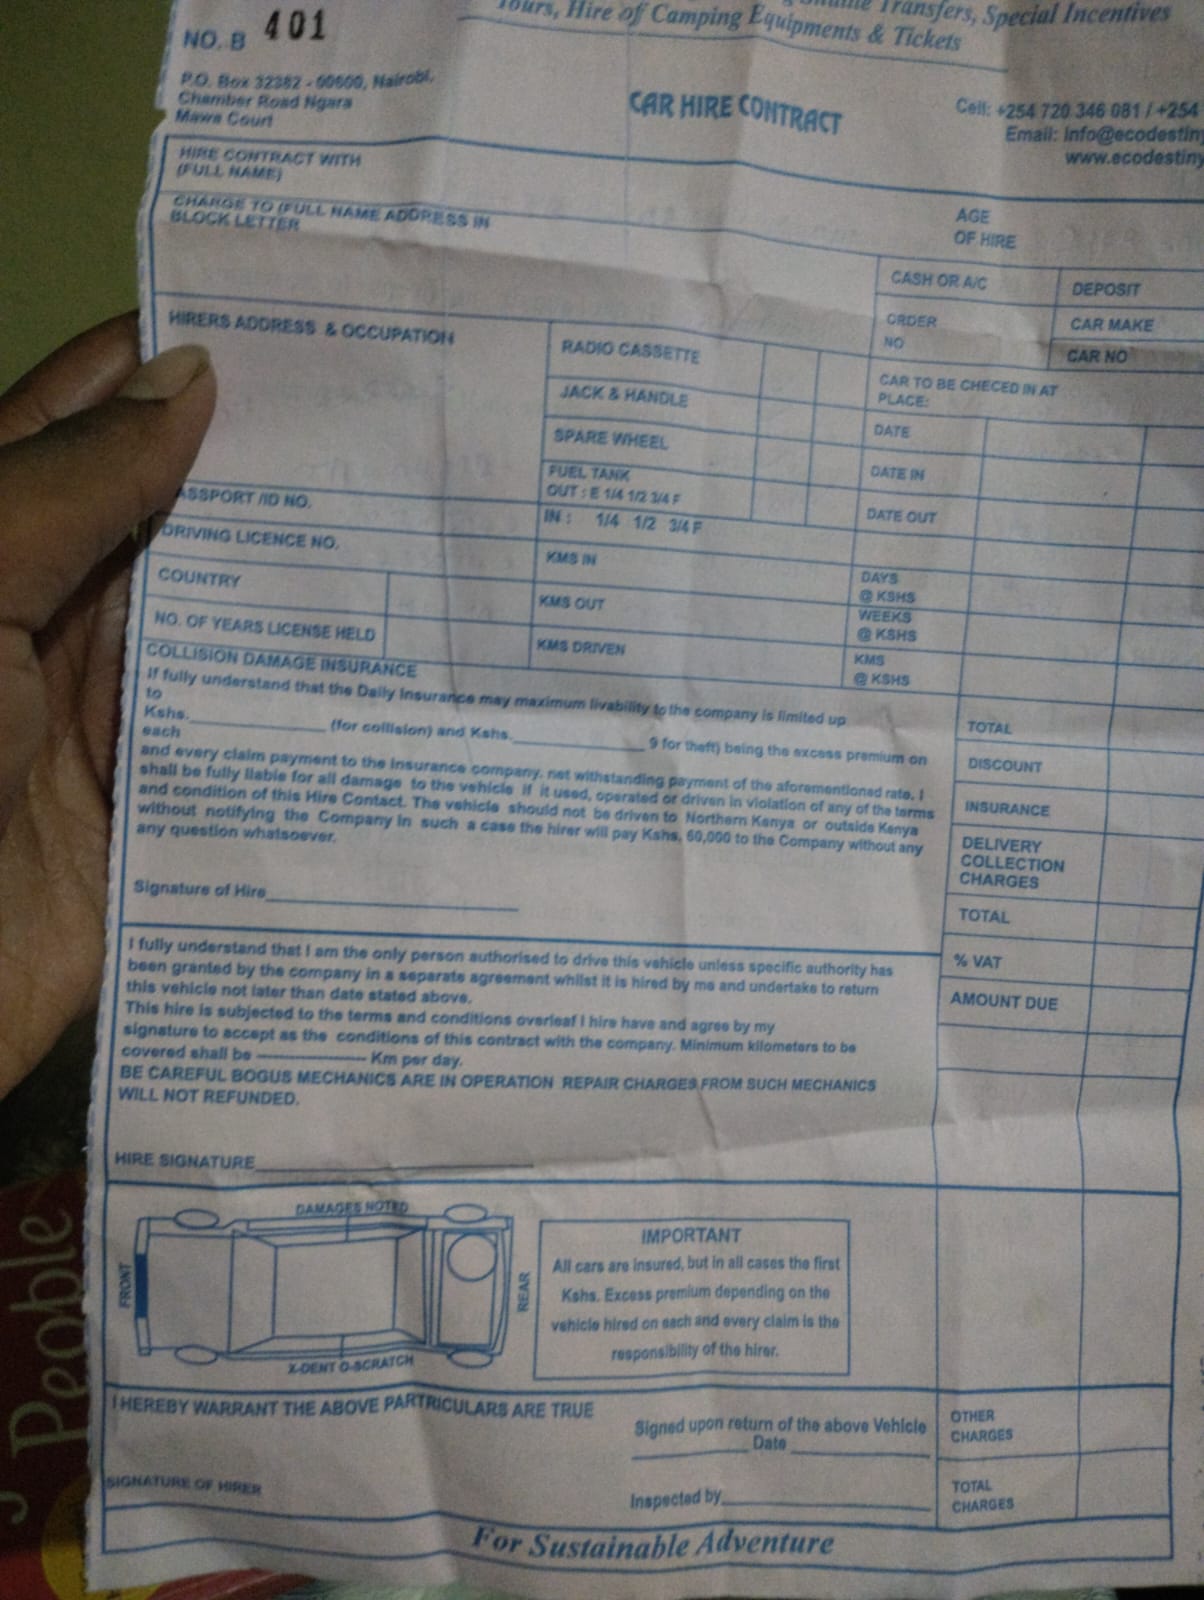 Transfers, Special Incentives
Tours, Hire off Camping Equipments & Tickets
NO. B 401
P.O. Box 32382 - 00600, Nairobi,
Chamber Road Ngara
Mawa Court
CAR HIRE CONTRACT
Cell: +254 720 346 081 / +254
Email: info@ecodestiny
www.ecodestiny
HIRE CONTRACT WITH
(FULL NAME)
CHARGE TO (FULL NAME ADDRESS IN
BLOCK LETTER
AGE
OF HIRE
CASH OR A/C
DEPOSIT
ORDER
NO
CAR MAKE
CAR NO
HIRERS ADDRESS & OCCUPATION
RADIO CASSETTE
JACK & HANDLE
SPARE WHEEL
FUEL TANK
OUT : E 1/4 1/2 3/4 F
IN : 1/4 1/2 3/4 F
CAR TO BE CHECED IN AT
PLACE:
DATE
DATE IN
DATE OUT
ASSPORT /ID NO.
DRIVING LICENCE NO.
COUNTRY
NO. OF YEARS LICENSE HELD
KMS IN
KMS OUT
KMS DRIVEN
DAYS
@ KSHS
WEEKS
@ KSHS
KMS
@ KSHS
COLLISION DAMAGE INSURANCE
If fully understand that the Daily Insurance may maximum livability to the company is limited up
to
Kshs.____________ (for collision) and Kshs.____________ 9 for theft) being the excess premium on
each
and every claim payment to the insurance company. net withstanding payment of the aforementioned rate. I
shall be fully liable for all damage to the vehicle if it used, operated or driven in violation of any of the terms
and condition of this Hire Contact. The vehicle should not be driven to Northern Kenya or outside Kenya
without notifying the Company in such a case the hirer will pay Kshs. 60,000 to the Company without any
any question whatsoever.
Signature of Hire____________
TOTAL
DISCOUNT
INSURANCE
DELIVERY
COLLECTION
CHARGES
TOTAL
% VAT
AMOUNT DUE
I fully understand that I am the only person authorised to drive this vehicle unless specific authority has
been granted by the company in a separate agreement whilst it is hired by me and undertake to return
this vehicle not later than date stated above.
This hire is subjected to the terms and conditions overleaf I hire have and agree by my
signature to accept as the conditions of this contract with the company. Minimum kilometers to be
covered shall be ------------ Km per day.
BE CAREFUL BOGUS MECHANICS ARE IN OPERATION REPAIR CHARGES FROM SUCH MECHANICS
WILL NOT REFUNDED.
HIRE SIGNATURE____________
DAMAGES NOTED
FRONT
REAR
X-DENT O-SCRATCH
IMPORTANT
All cars are insured, but in all cases the first
Kshs. Excess premium depending on the
vehicle hired on each and every claim is the
responsibility of the hirer.
I HEREBY WARRANT THE ABOVE PARTRICULARS ARE TRUE
Signed upon return of the above Vehicle
____________ Date ____________
SIGNATURE OF HIRER
Inspected by____________
OTHER
CHARGES
TOTAL
CHARGES
For Sustainable Adventure
People